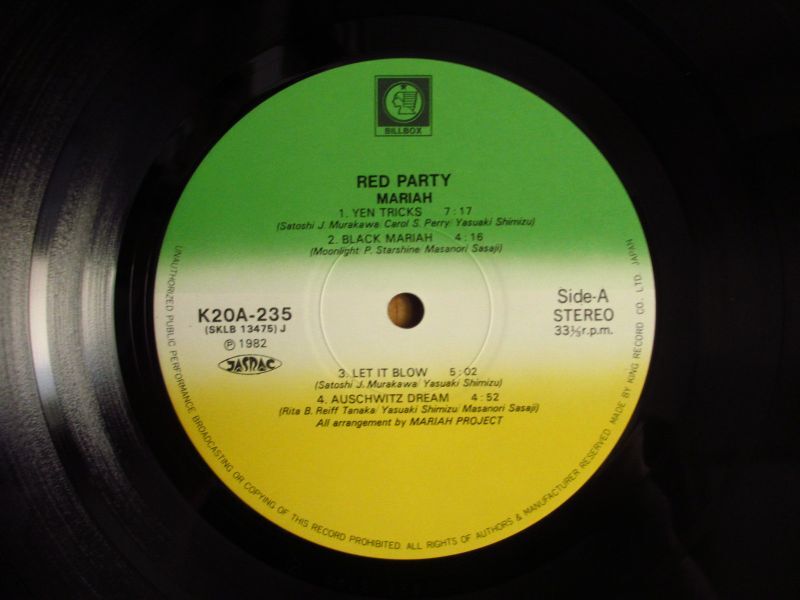 BILLBOX
RED PARTY
MARIAH
1. YEN TRICKS 7:17
(Satoshi J. Murakawa/Carol S. Perry/Yasuaki Shimizu)
2. BLACK MARIAH 4:16
(Moonlight/P. Starshine/Masanori Sasaji)
K20A-235
(SKLB 13475) J
Ⓟ 1982
JASRAC
Side-A
STEREO
33⅓r.p.m.
3. LET IT BLOW 5:02
(Satoshi J. Murakawa/Yasuaki Shimizu)
4. AUSCHWITZ DREAM 4:52
(Rita B. Reiff Tanaka/Yasuaki Shimizu/Masanori Sasaji)
All arrangement by MARIAH PROJECT
UNAUTHORIZED PUBLIC PERFORMANCE BROADCASTING OR COPYING OF THIS RECORD PROHIBITED. ALL RIGHTS OF AUTHORS & MANUFACTURER RESERVED. MADE BY KING RECORD CO., LTD. JAPAN